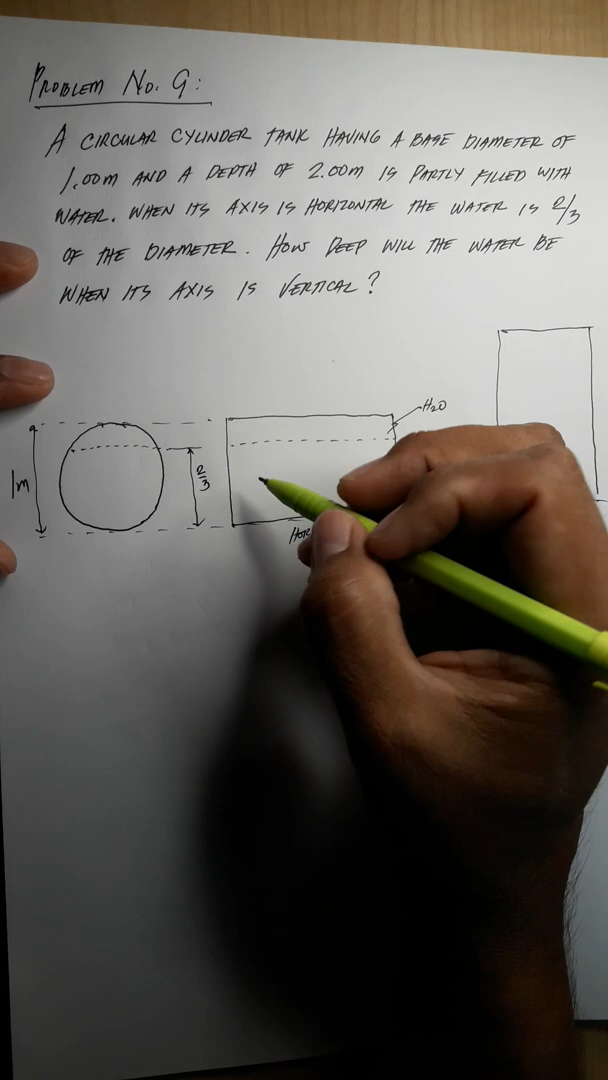 PROBLEM No. 9:
A CIRCULAR CYLINDER TANK HAVING A BASE DIAMETER OF
1.00m AND A DEPTH OF 2.00m IS PARTLY FILLED WITH
WATER. WHEN ITS AXIS IS HORIZONTAL THE WATER IS 2/3
OF THE DIAMETER. HOW DEEP WILL THE WATER BE
WHEN ITS AXIS IS VERTICAL?
H2O
1m
2/3